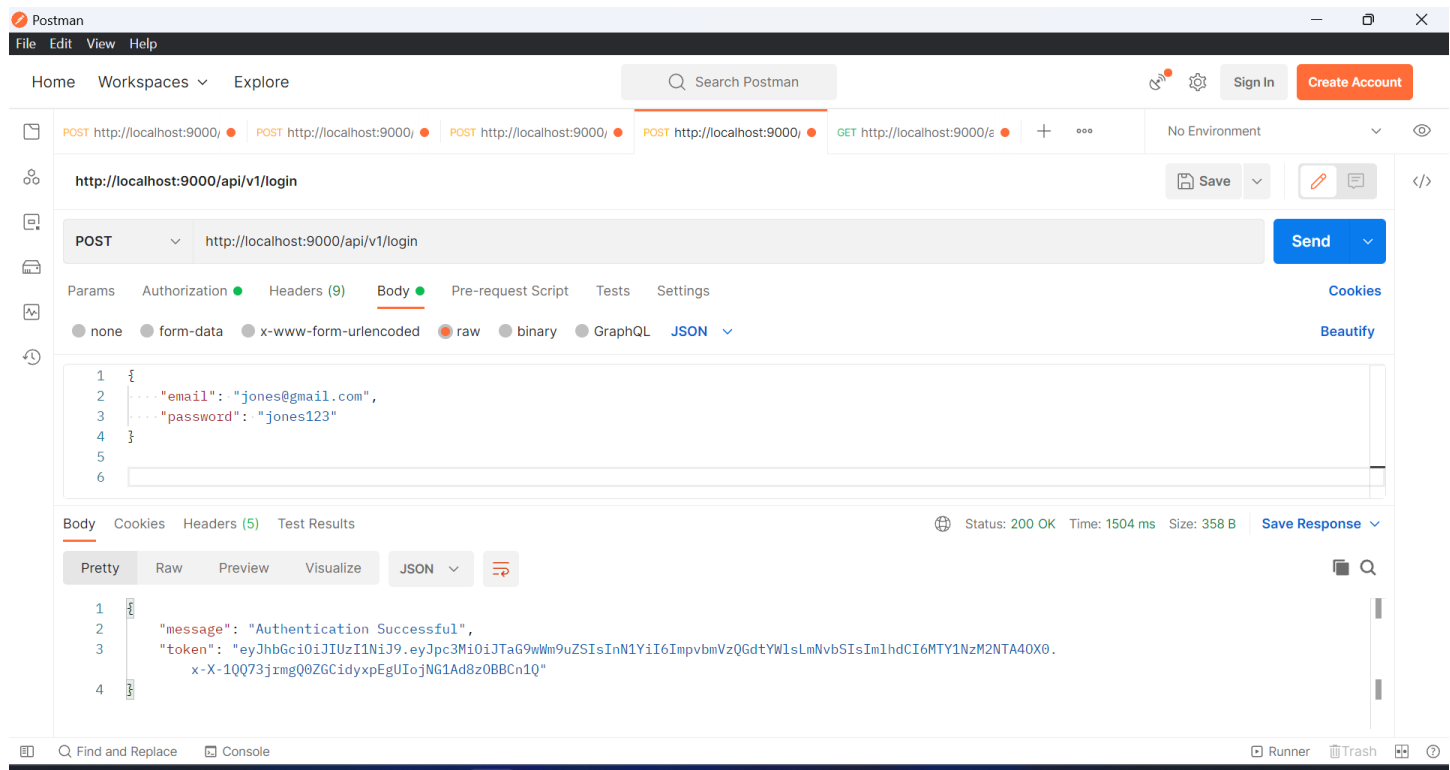 Postman
File Edit View Help
Home Workspaces Explore Search Postman Sign In Create Account
POST http://localhost:9000/ POST http://localhost:9000/ POST http://localhost:9000/ POST http://localhost:9000/ GET http://localhost:9000/a No Environment
http://localhost:9000/api/v1/login Save
POST http://localhost:9000/api/v1/login Send
Params Authorization Headers (9) Body Pre-request Script Tests Settings Cookies
none form-data x-www-form-urlencoded raw binary GraphQL JSON Beautify
1 {
2 "email": "jones@gmail.com",
3 "password": "jones123"
4 }
5
6
Body Cookies Headers (5) Test Results Status: 200 OK Time: 1504 ms Size: 358 B Save Response
Pretty Raw Preview Visualize JSON
1 {
2 "message": "Authentication Successful",
3 "token": "eyJhbGciOiJIUzI1NiJ9.eyJpc3MiOiJTaG9wWm9uZSIsInN1YiI6ImpvbmVzQGdtYWlsLmNvbSIsImlhdCI6MTY1NzM2NTA4OX0.
x-X-1QQ73jrmgQ0ZGCidyxpEgUIojNG1Ad8zOBBCn1Q"
4 }
Find and Replace Console Runner Trash